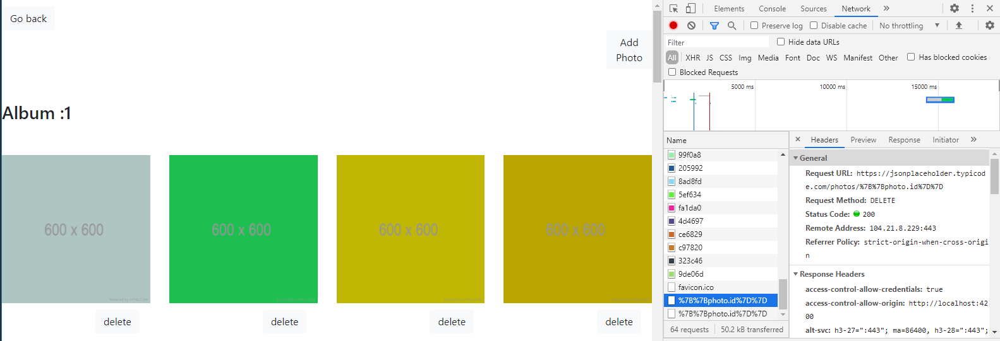 Go back
Add
Photo
Album :1
600 x 600
600 x 600
600 x 600
600 x 600
delete
delete
delete
delete
Elements Console Sources Network »
Preserve log Disable cache No throttling
Filter Hide data URLs
All XHR JS CSS Img Media Font Doc WS Manifest Other Has blocked cookies
Blocked Requests
5000 ms 10000 ms 15000 ms
Name
99f0a8
205992
8ad8fd
5ef634
fa1da0
4d4697
ce6829
c97820
323c46
9de06d
favicon.ico
%7B%7Bphoto.id%7D%7D
%7B%7Bphoto.id%7D%7D
64 requests 50.2 kB transferred
× Headers Preview Response Initiator »
General
Request URL: https://jsonplaceholder.typico
de.com/photos/%7B%7Bphoto.id%7D%7D
Request Method: DELETE
Status Code: 200
Remote Address: 104.21.8.229:443
Referrer Policy: strict-origin-when-cross-origi
n
Response Headers
access-control-allow-credentials: true
access-control-allow-origin: http://localhost:42
00
alt-svc: h3-27=":443"; ma=86400, h3-28=":443";